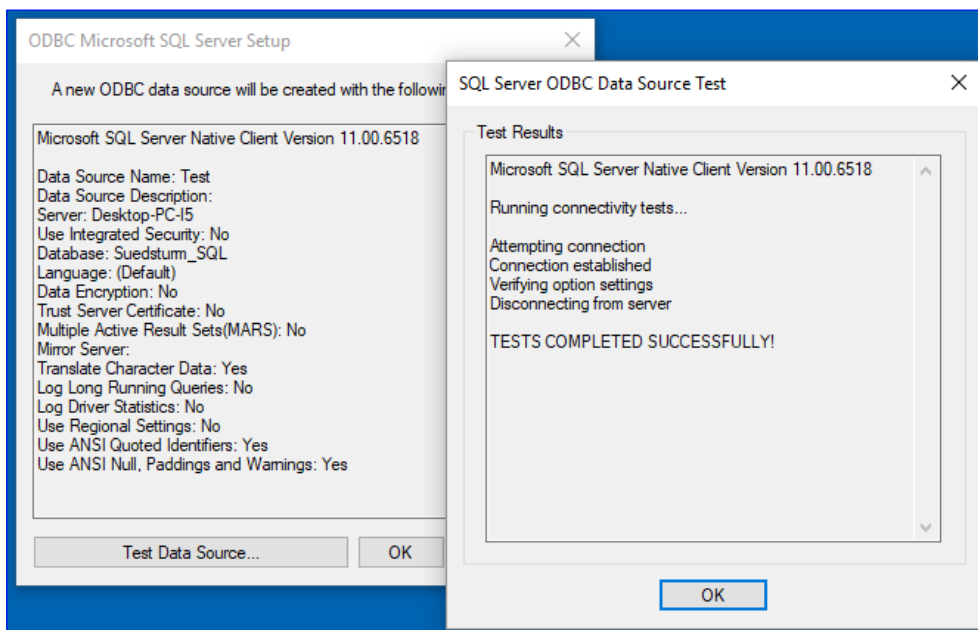 ODBC Microsoft SQL Server Setup
A new ODBC data source will be created with the followin
Microsoft SQL Server Native Client Version 11.00.6518
Data Source Name: Test
Data Source Description:
Server: Desktop-PC-I5
Use Integrated Security: No
Database: Suedsturm_SQL
Language: (Default)
Data Encryption: No
Trust Server Certificate: No
Multiple Active Result Sets(MARS): No
Mirror Server:
Translate Character Data: Yes
Log Long Running Queries: No
Log Driver Statistics: No
Use Regional Settings: No
Use ANSI Quoted Identifiers: Yes
Use ANSI Null, Paddings and Warnings: Yes
Test Data Source...
OK
SQL Server ODBC Data Source Test
Test Results
Microsoft SQL Server Native Client Version 11.00.6518
Running connectivity tests...
Attempting connection
Connection established
Verifying option settings
Disconnecting from server
TESTS COMPLETED SUCCESSFULLY!
OK